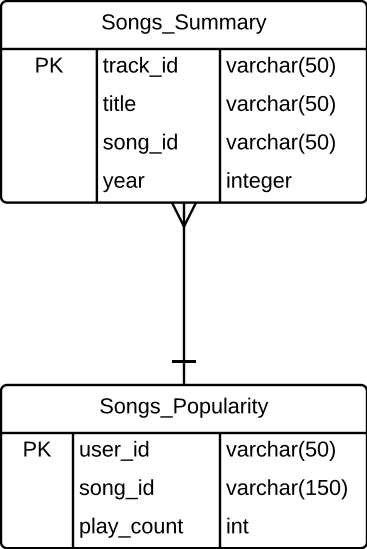 Songs_Summary
PK track_id varchar(50)
title varchar(50)
song_id varchar(50)
year integer
Songs_Popularity
PK user_id varchar(50)
song_id varchar(150)
play_count int